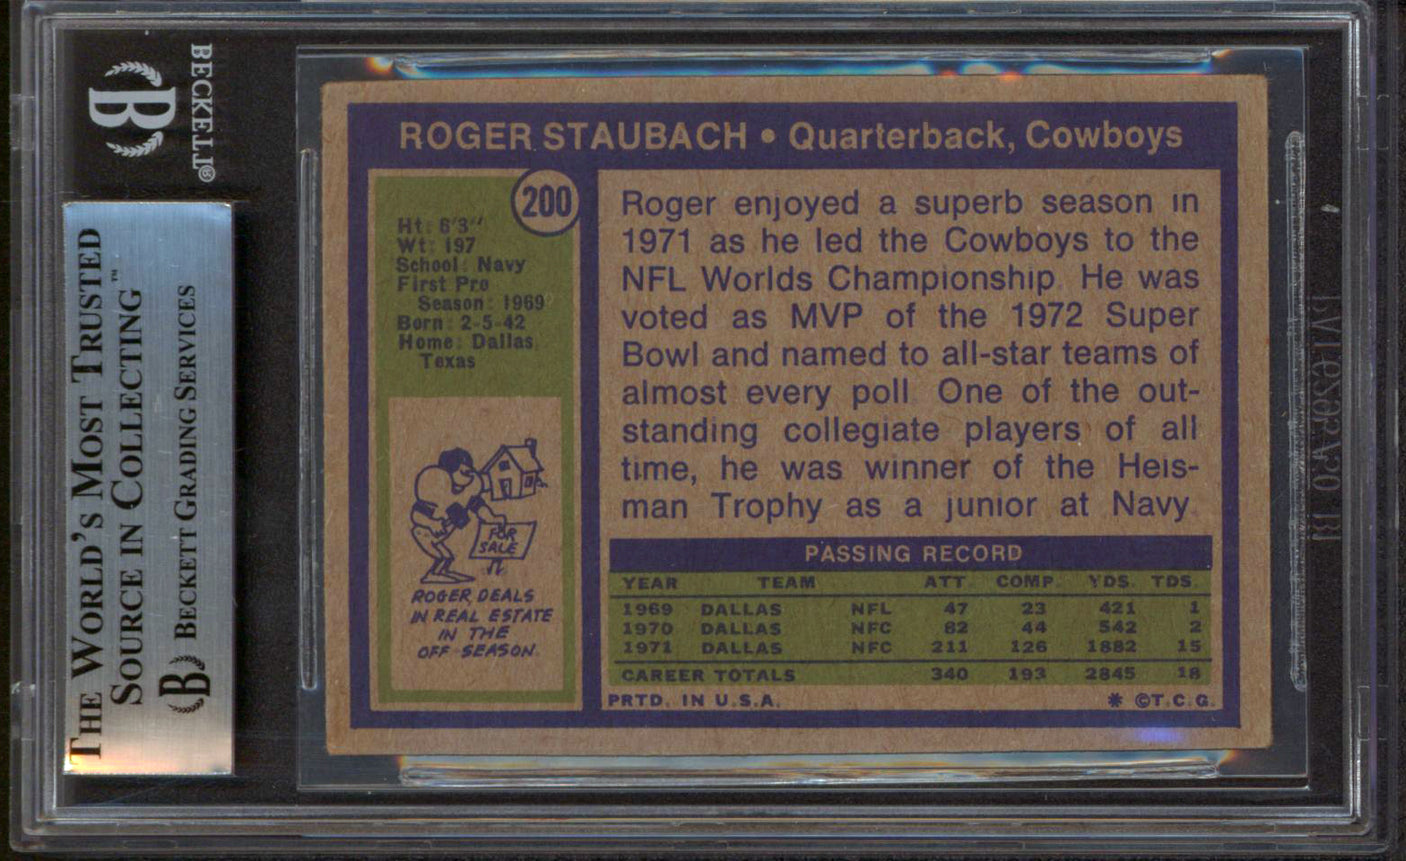 BECKETT®
B
THE WORLD'S MOST TRUSTED
SOURCE IN COLLECTING™
B BECKETT GRADING SERVICES
ROGER STAUBACH • Quarterback, Cowboys
200
Ht: 6'3"
Wt: 197
School: Navy
First Pro
Season: 1969
Born: 2-5-42
Home: Dallas,
Texas
FOR
SALE
ROGER DEALS
IN REAL ESTATE
IN THE
OFF-SEASON.
Roger enjoyed a superb season in
1971 as he led the Cowboys to the
NFL Worlds Championship. He was
voted as MVP of the 1972 Super
Bowl and named to all-star teams of
almost every poll. One of the out-
standing collegiate players of all
time, he was winner of the Heis-
man Trophy as a junior at Navy.
PASSING RECORD
YEAR TEAM ATT. COMP. YDS. TDS.
1969 DALLAS NFL 47 23 421 1
1970 DALLAS NFC 82 44 542 2
1971 DALLAS NFC 211 126 1882 15
CAREER TOTALS 340 193 2845 18
PRTD. IN U.S.A.
* ©T.C.G.